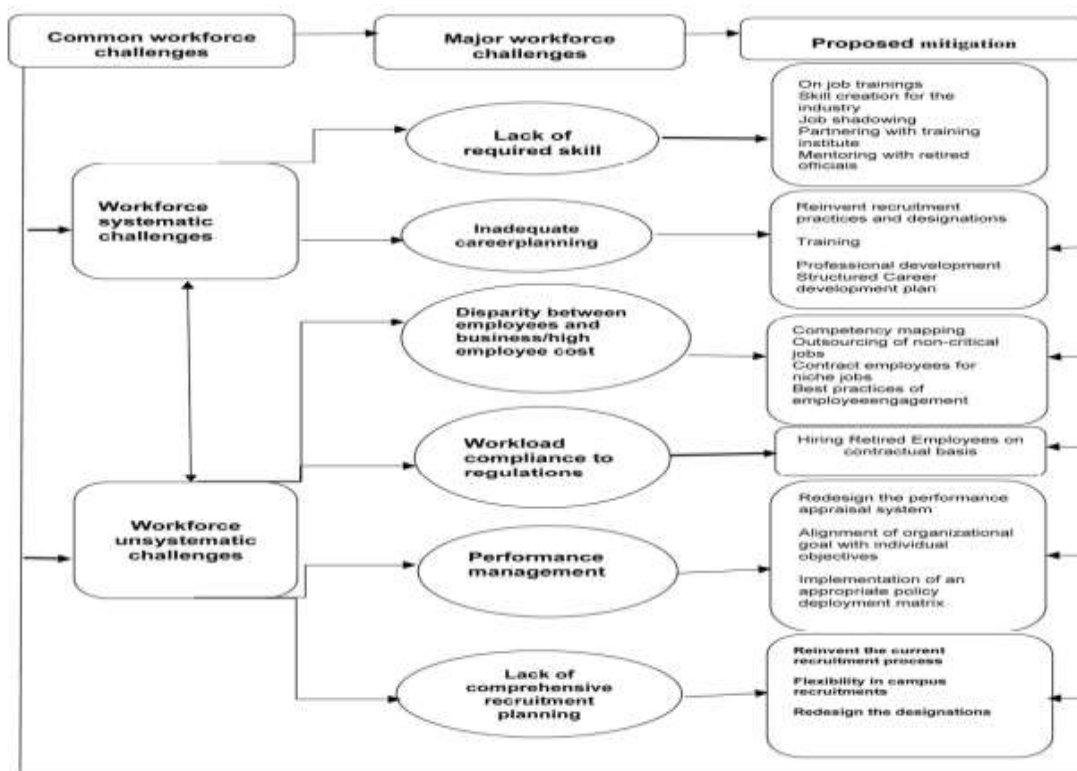 Common workforce
challenges
Major workforce
challenges
Proposed mitigation
Workforce
systematic
challenges
Workforce
unsystematic
challenges
Lack of
required skill
Inadequate
careerplanning
Disparity between
employees and
business/high
employee cost
Workload
compliance to
regulations
Performance
management
Lack of
comprehensive
recruitment
planning
On job trainings
Skill creation for the
industry
Job shadowing
Partnering with training
institute
Mentoring with retired
officials
Reinvent recruitment
practices and designations
Training
Professional development
Structured Career
development plan
Competency mapping
Outsourcing of non-critical
jobs
Contract employees for
niche jobs
Best practices of
employeeengagement
Hiring Retired Employees on
contractual basis
Redesign the performance
appraisal system
Alignment of organizational
goal with individual
objectives
Implementation of an
appropriate policy
deployment matrix
Reinvent the current
recruitment process
Flexibility in campus
recruitments
Redesign the designations